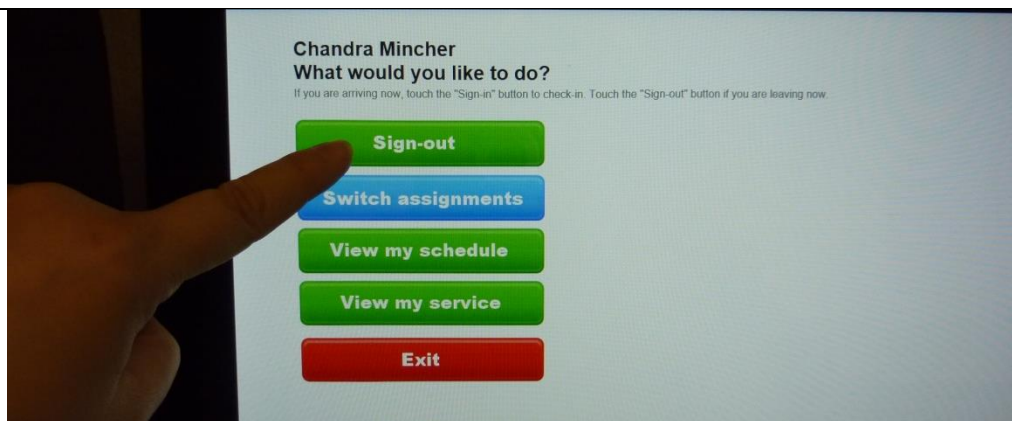 Chandra Mincher
What would you like to do?
If you are arriving now, touch the "Sign-in" button to check-in. Touch the "Sign-out" button if you are leaving now.
Sign-out
Switch assignments
View my schedule
View my service
Exit